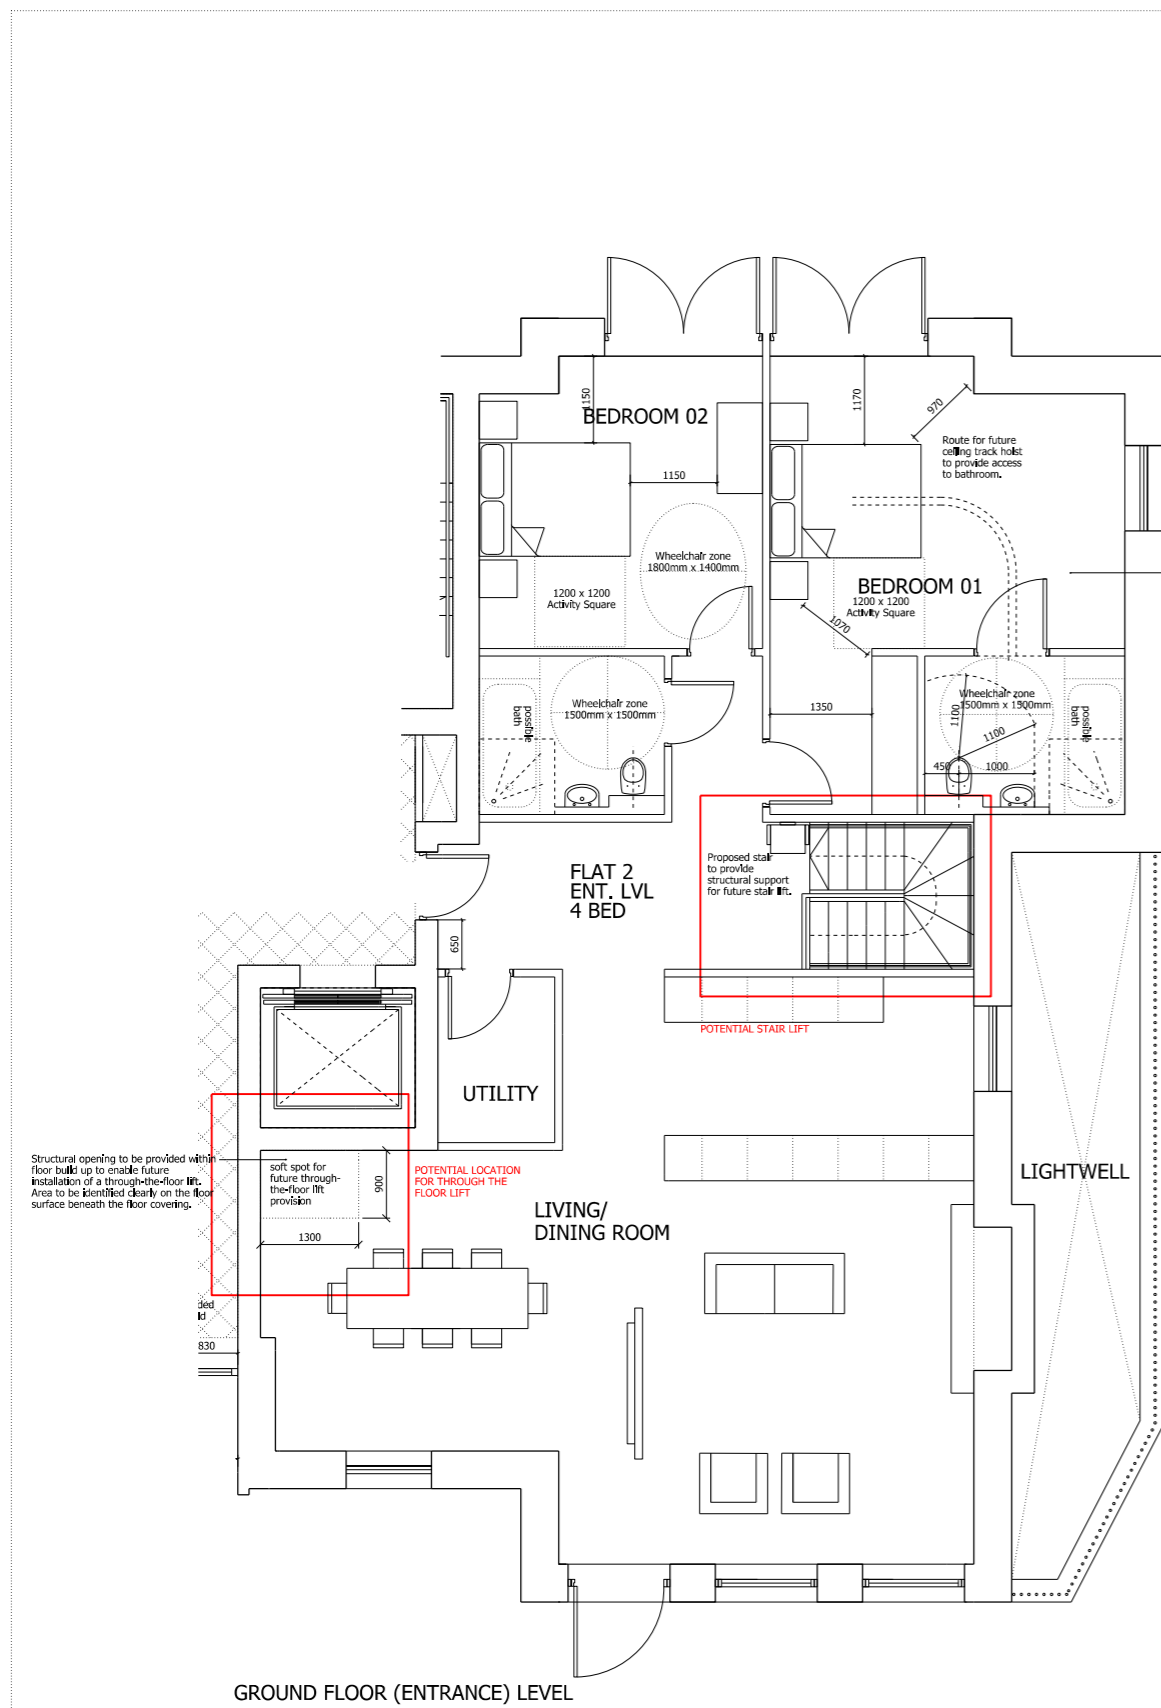 1150
BEDROOM 02
1150
Wheelchair zone
1800mm x 1400mm
1200 x 1200
Activity Square
1170
970
Route for future
ceiling track hoist
to provide access
to bathroom.
BEDROOM 01
1200 x 1200
Activity Square
1070
possible
bath
Wheelchair zone
1500mm x 1500mm
1350
Wheelchair zone
1500mm x 1500mm
1100
1100
450
1000
possible
bath
FLAT 2
ENT. LVL
4 BED
Proposed stair
to provide
structural support
for future stair lift.
650
POTENTIAL STAIR LIFT
UTILITY
Structural opening to be provided within
floor build up to enable future
installation of a through-the-floor lift.
Area to be identified clearly on the floor
surface beneath the floor covering.
soft spot for
future through-
the-floor lift
provision
900
1300
POTENTIAL LOCATION
FOR THROUGH THE
FLOOR LIFT
LIVING/
DINING ROOM
LIGHTWELL
ded
ld
830
GROUND FLOOR (ENTRANCE) LEVEL